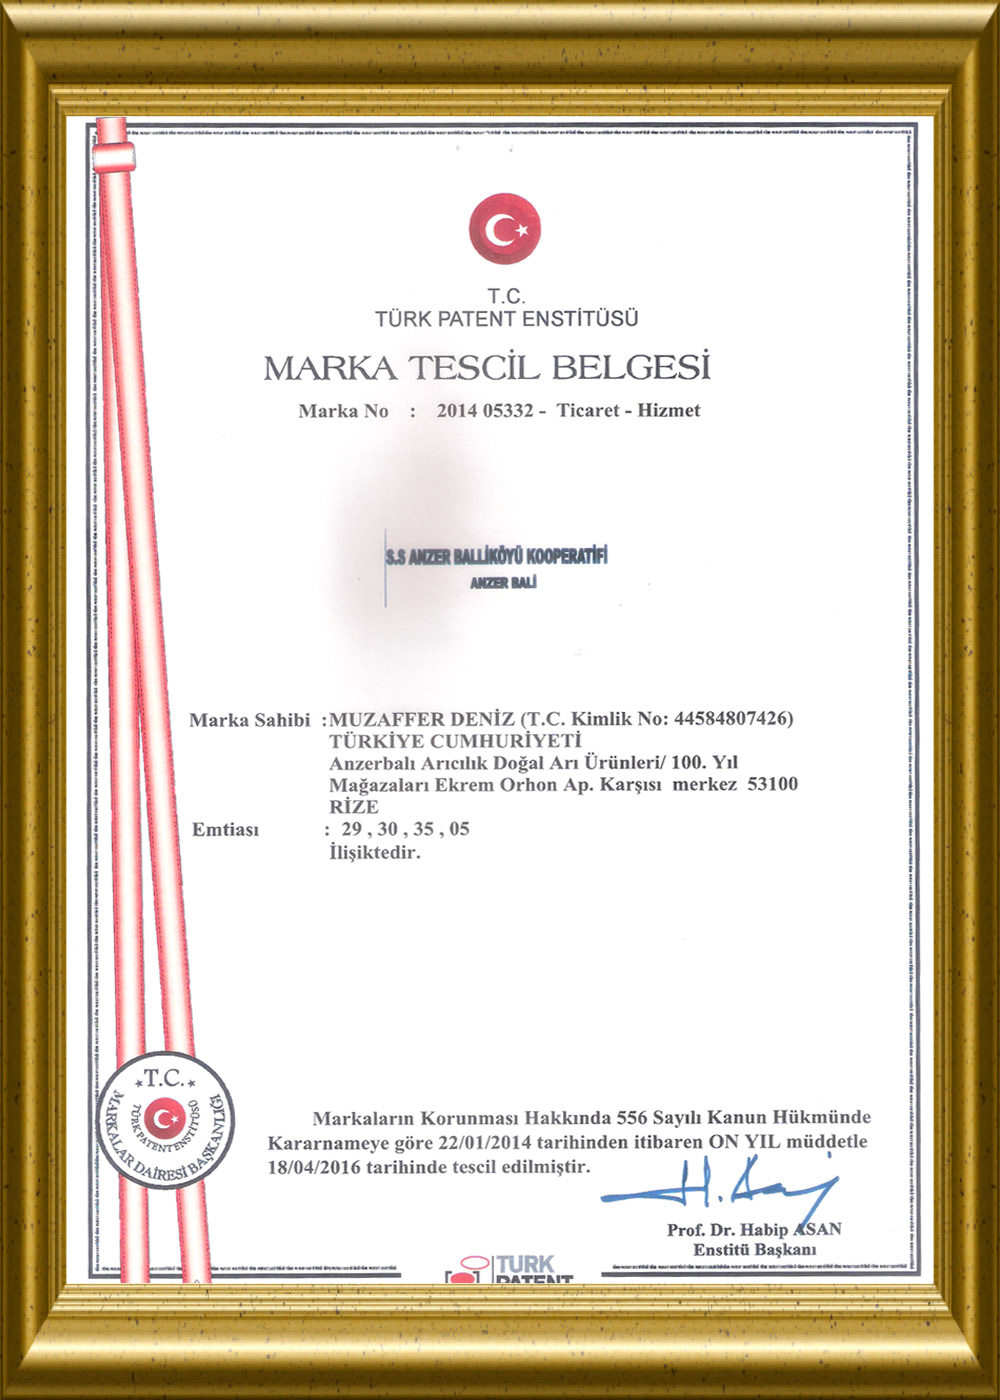 T.C.
TÜRK PATENT ENSTİTÜSÜ
MARKA TESCİL BELGESİ
Marka No : 2014 05332 - Ticaret - Hizmet
S.S ANZER BALLİKÖYÜ KOOPERATİFİ
ANZER BALİ
Marka Sahibi : MUZAFFER DENİZ (T.C. Kimlik No: 44584807426)
TÜRKİYE CUMHURİYETİ
Anzerbalı Arıcılık Doğal Arı Ürünleri/ 100. Yıl
Mağazaları Ekrem Orhon Ap. Karşısı merkez 53100
RİZE
Emtiası : 29 , 30 , 35 , 05
İlişiktedir.
T.C.
TÜRK PATENT ENSTİTÜSÜ
MARKALAR DAİRESİ BAŞKANLIĞI
Markaların Korunması Hakkında 556 Sayılı Kanun Hükmünde
Kararnameye göre 22/01/2014 tarihinden itibaren ON YIL müddetle
18/04/2016 tarihinde tescil edilmiştir.
H. Asan
Prof. Dr. Habip ASAN
Enstitü Başkanı
TURK
PATENT